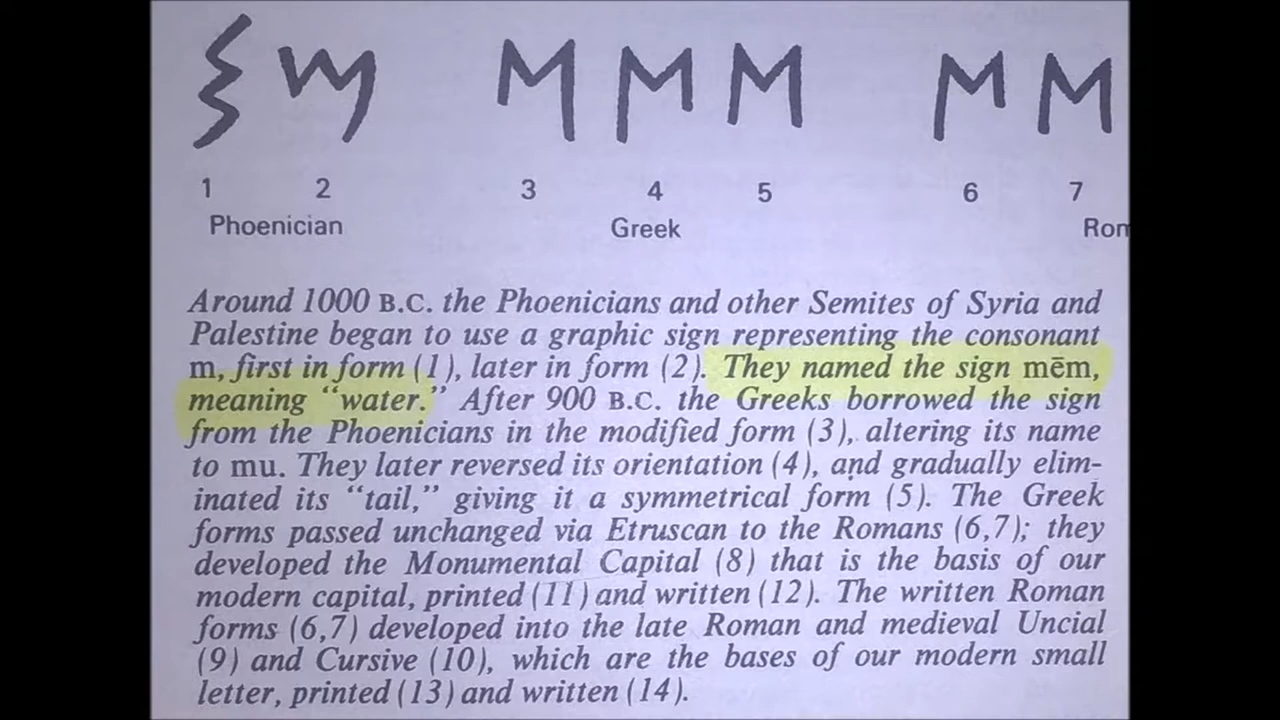 1 2 3 4 5 6 7
Phoenician Greek Rom
Around 1000 B.C. the Phoenicians and other Semites of Syria and
Palestine began to use a graphic sign representing the consonant
m, first in form (1), later in form (2). They named the sign mēm,
meaning “water.” After 900 B.C. the Greeks borrowed the sign
from the Phoenicians in the modified form (3), altering its name
to mu. They later reversed its orientation (4), and gradually elim-
inated its “tail,” giving it a symmetrical form (5). The Greek
forms passed unchanged via Etruscan to the Romans (6,7); they
developed the Monumental Capital (8) that is the basis of our
modern capital, printed (11) and written (12). The written Roman
forms (6,7) developed into the late Roman and medieval Uncial
(9) and Cursive (10), which are the bases of our modern small
letter, printed (13) and written (14).